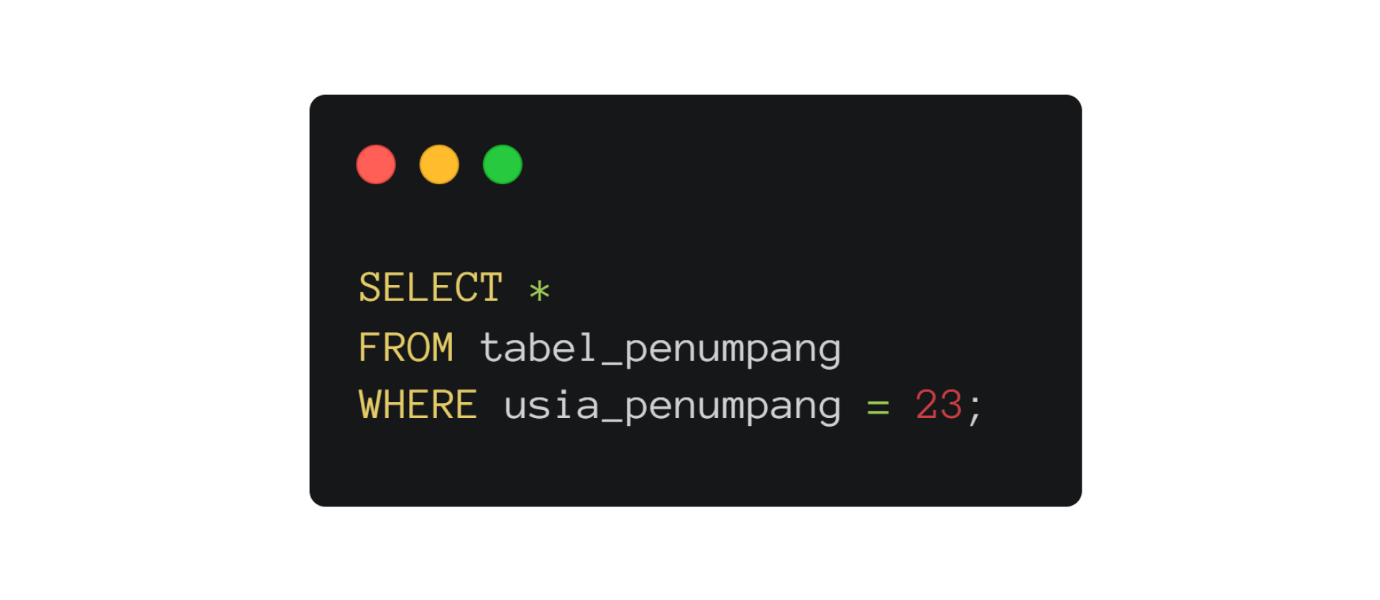 SELECT *
FROM tabel_penumpang
WHERE usia_penumpang = 23;